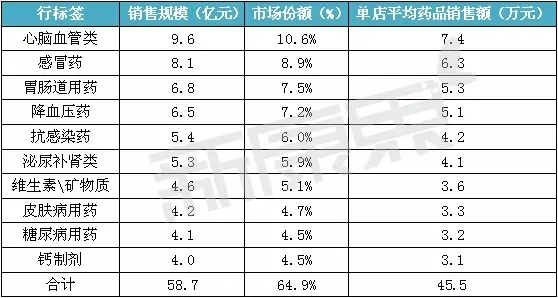 行标签 销售规模（亿元） 市场份额（%） 单店平均药品销售额（万元）
心脑血管类 9.6 10.6% 7.4
感冒药 8.1 8.9% 6.3
胃肠道用药 6.8 7.5% 5.3
降血压药 6.5 7.2% 5.1
抗感染药 5.4 6.0% 4.2
泌尿补肾类 5.3 5.9% 4.1
维生素\矿物质 4.6 5.1% 3.6
皮肤病用药 4.2 4.7% 3.3
糖尿病用药 4.1 4.5% 3.2
钙制剂 4.0 4.5% 3.1
合计 58.7 64.9% 45.5
新康界